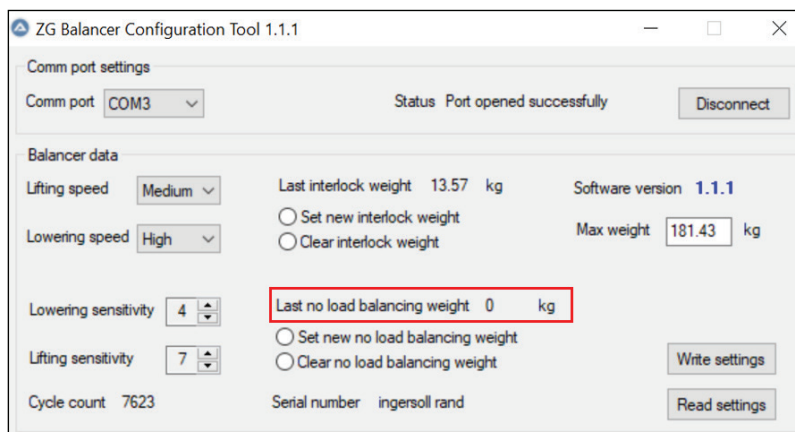 ZG Balancer Configuration Tool 1.1.1
Comm port settings
Comm port COM3 Status Port opened successfully Disconnect
Balancer data
Lifting speed Medium Last interlock weight 13.57 kg Software version 1.1.1
Set new interlock weight
Lowering speed High Clear interlock weight Max weight 181.43 kg
Lowering sensitivity 4 Last no load balancing weight 0 kg
Set new no load balancing weight
Lifting sensitivity 7 Clear no load balancing weight Write settings
Cycle count 7623 Serial number ingersoll rand Read settings